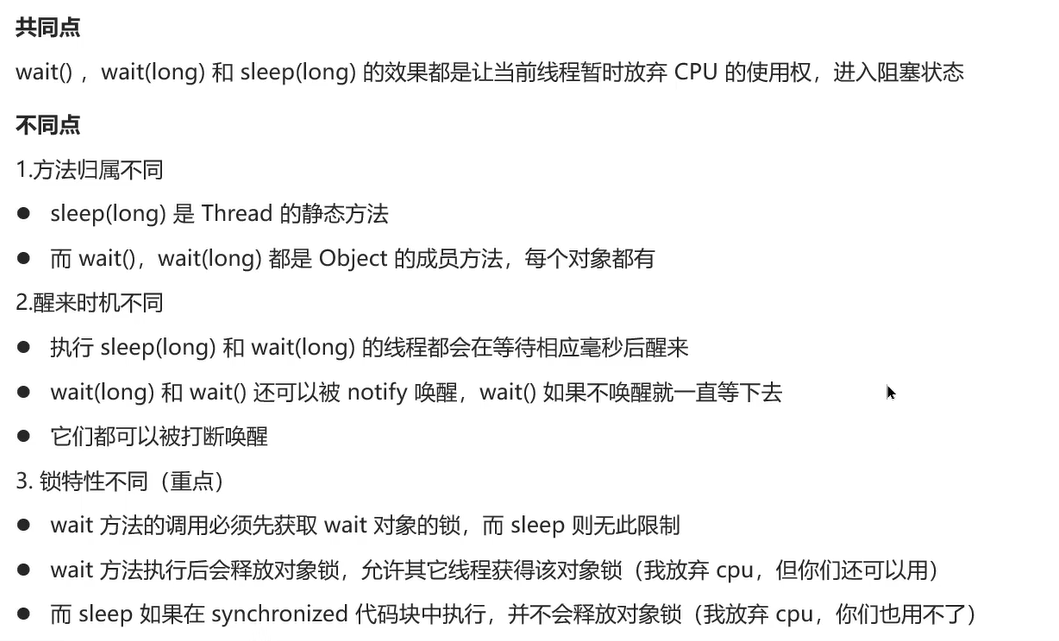 共同点
wait() ，wait(long) 和 sleep(long) 的效果都是让当前线程暂时放弃 CPU 的使用权，进入阻塞状态
不同点
1.方法归属不同
● sleep(long) 是 Thread 的静态方法
● 而 wait()，wait(long) 都是 Object 的成员方法，每个对象都有
2.醒来时机不同
● 执行 sleep(long) 和 wait(long) 的线程都会在等待相应毫秒后醒来
● wait(long) 和 wait() 还可以被 notify 唤醒，wait() 如果不唤醒就一直等下去
● 它们都可以被打断唤醒
3. 锁特性不同（重点）
● wait 方法的调用必须先获取 wait 对象的锁，而 sleep 则无此限制
● wait 方法执行后会释放对象锁，允许其它线程获得该对象锁（我放弃 cpu，但你们还可以用）
● 而 sleep 如果在 synchronized 代码块中执行，并不会释放对象锁（我放弃 cpu，你们也用不了）